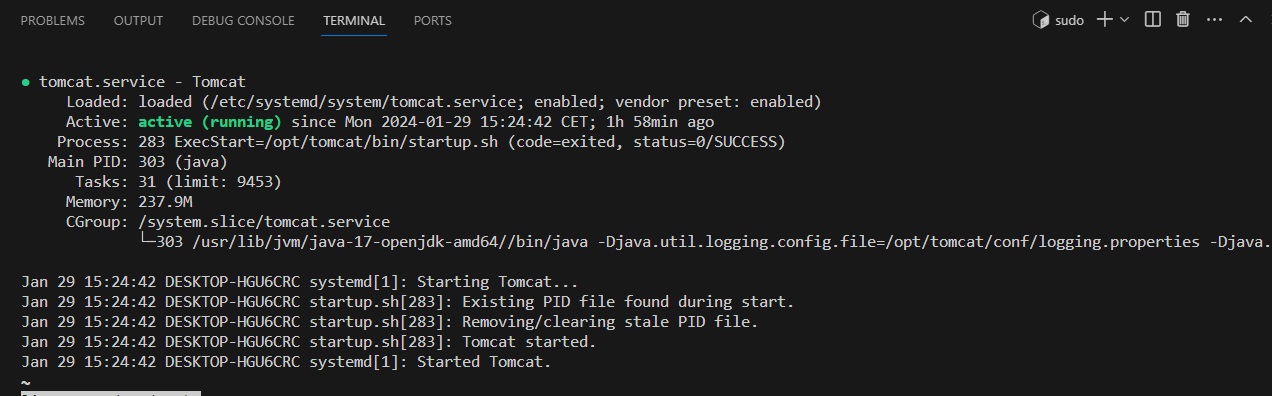 PROBLEMS OUTPUT DEBUG CONSOLE TERMINAL PORTS sudo
● tomcat.service - Tomcat
Loaded: loaded (/etc/systemd/system/tomcat.service; enabled; vendor preset: enabled)
Active: active (running) since Mon 2024-01-29 15:24:42 CET; 1h 58min ago
Process: 283 ExecStart=/opt/tomcat/bin/startup.sh (code=exited, status=0/SUCCESS)
Main PID: 303 (java)
Tasks: 31 (limit: 9453)
Memory: 237.9M
CGroup: /system.slice/tomcat.service
└─303 /usr/lib/jvm/java-17-openjdk-amd64//bin/java -Djava.util.logging.config.file=/opt/tomcat/conf/logging.properties -Djava.
Jan 29 15:24:42 DESKTOP-HGU6CRC systemd[1]: Starting Tomcat...
Jan 29 15:24:42 DESKTOP-HGU6CRC startup.sh[283]: Existing PID file found during start.
Jan 29 15:24:42 DESKTOP-HGU6CRC startup.sh[283]: Removing/clearing stale PID file.
Jan 29 15:24:42 DESKTOP-HGU6CRC startup.sh[283]: Tomcat started.
Jan 29 15:24:42 DESKTOP-HGU6CRC systemd[1]: Started Tomcat.
~